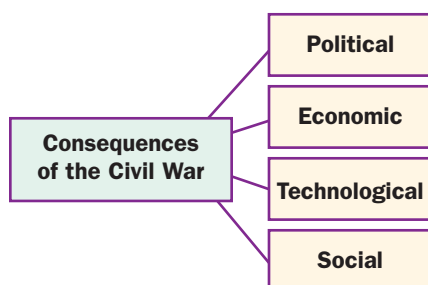 Consequences
of the Civil War
Political
Economic
Technological
Social